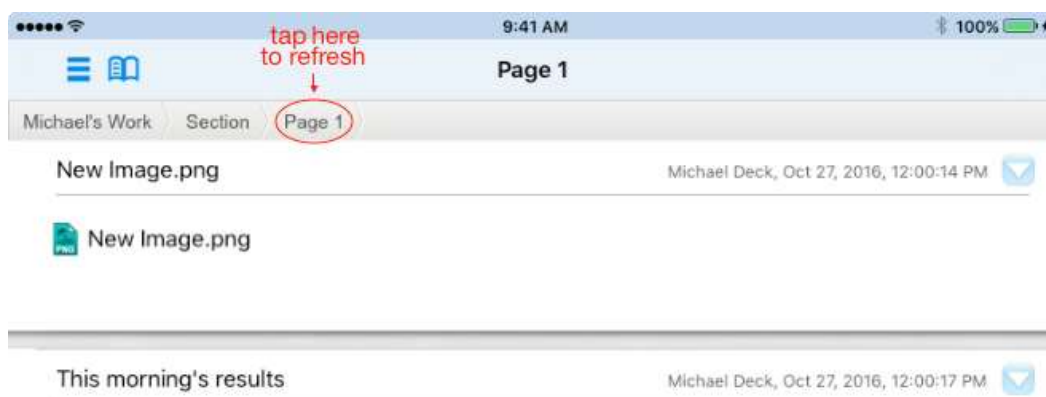 9:41 AM
100%
tap here
to refresh
Page 1
Michael's Work
Section
Page 1
New Image.png
Michael Deck, Oct 27, 2016, 12:00:14 PM
PNG
New Image.png
This morning's results
Michael Deck, Oct 27, 2016, 12:00:17 PM